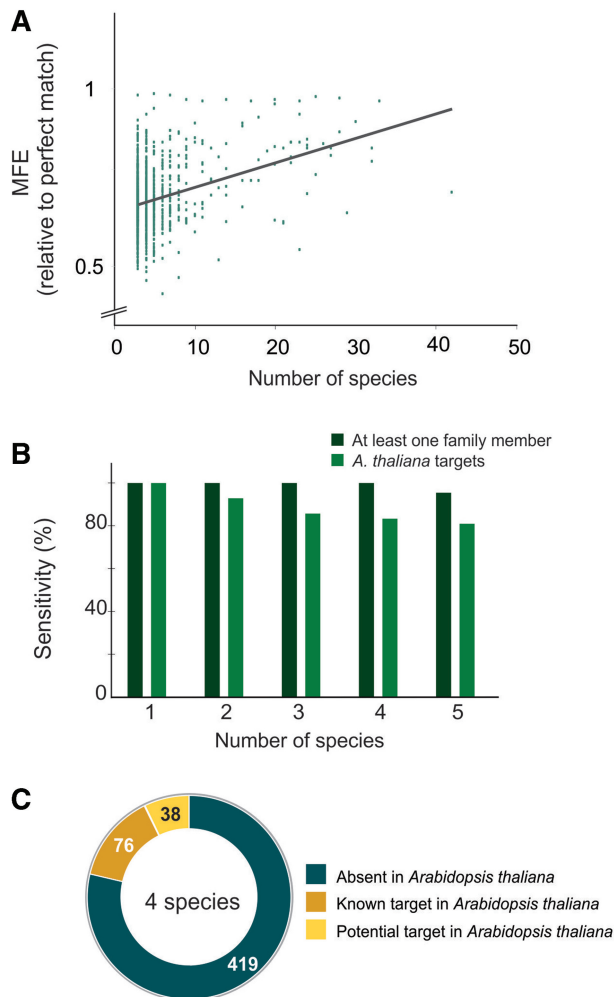 A
MFE
(relative to perfect match)
1
0.5
0 10 20 30 40 50
Number of species
B
At least one family member
A. thaliana targets
Sensitivity (%)
80
40
0
1 2 3 4 5
Number of species
C
38
76
4 species
419
Absent in Arabidopsis thaliana
Known target in Arabidopsis thaliana
Potential target in Arabidopsis thaliana